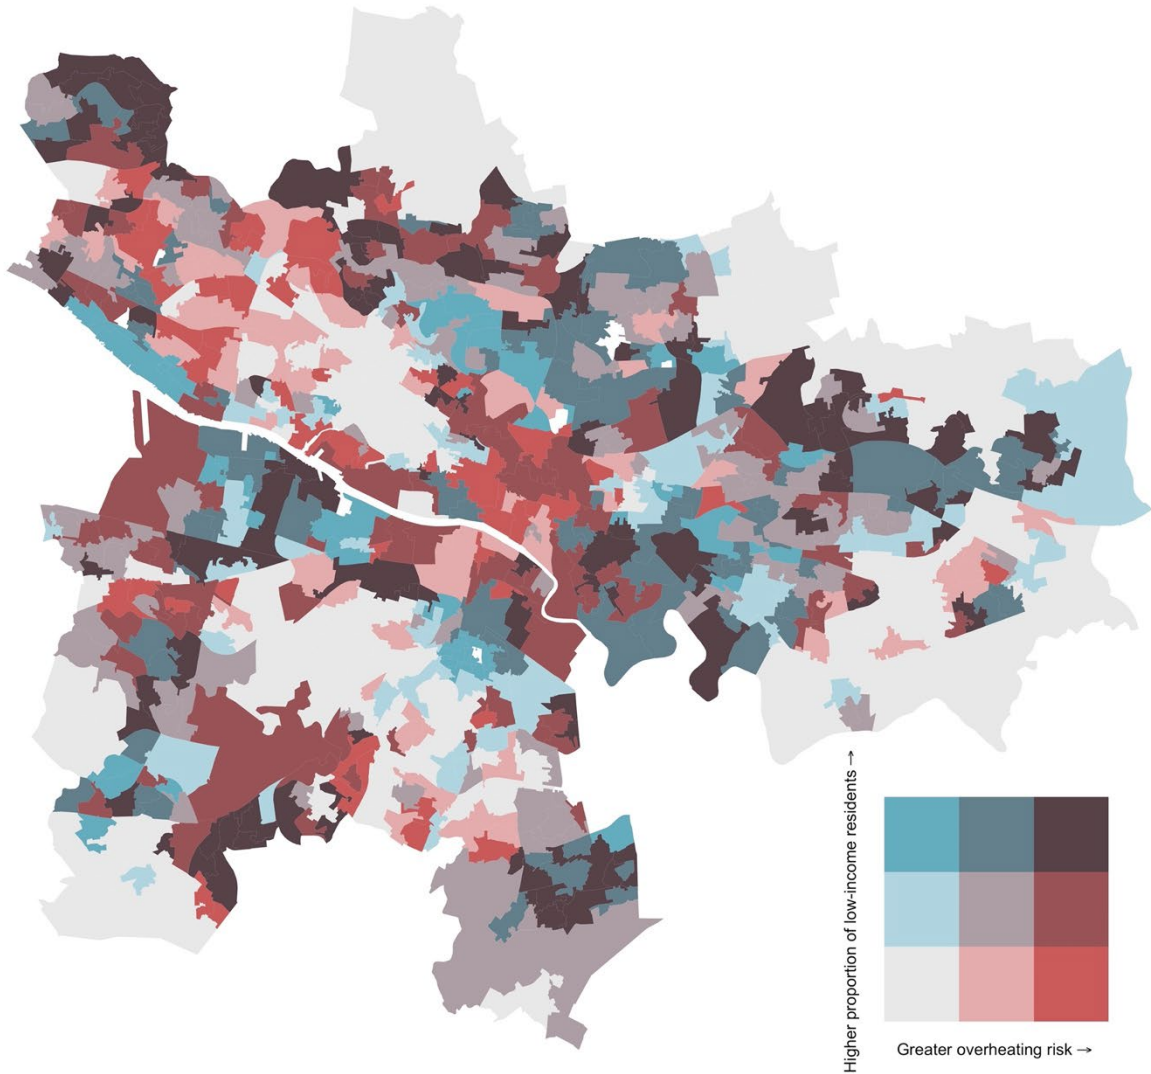 Higher proportion of low-income residents →
Greater overheating risk →